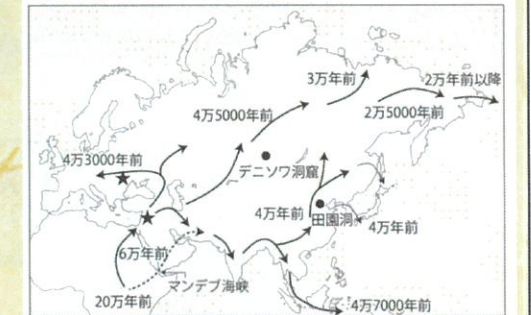 3万年前
2万年前以降
4万5000年前
2万5000年前
4万3000年前
デニソワ洞窟
4万年前
田園洞
4万年前
6万年前
マンデブ海峡
20万年前
4万7000年前